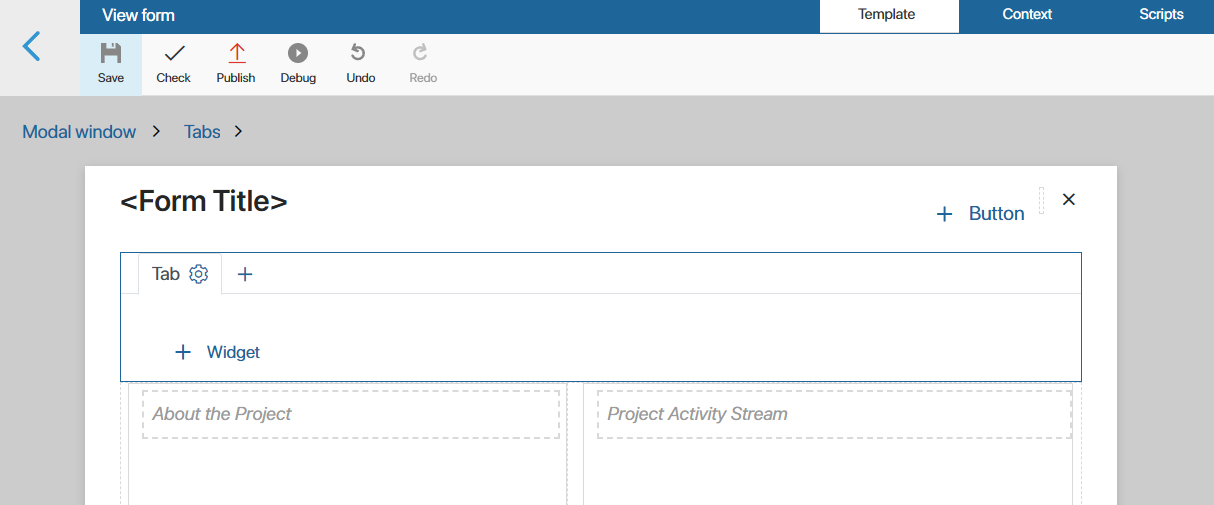 View form Template Context Scripts
Save Check Publish Debug Undo Redo
Modal window > Tabs >
<Form Title>
+ Button ×
Tab +
+ Widget
About the Project Project Activity Stream